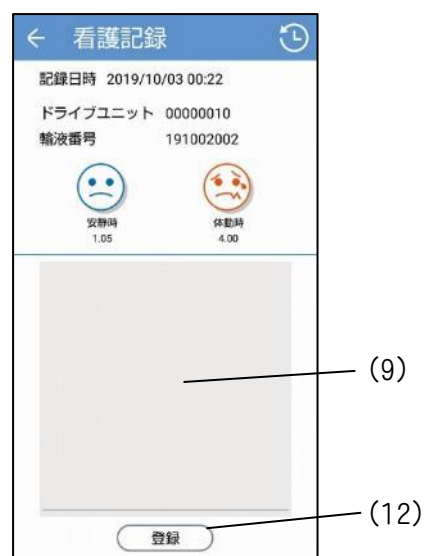 看護記録
記録日時 2019/10/03 00:22
ドライブユニット 00000010
輸液番号 191002002
安静時 体動時
1.05 4.00
(9)
登録 (12)